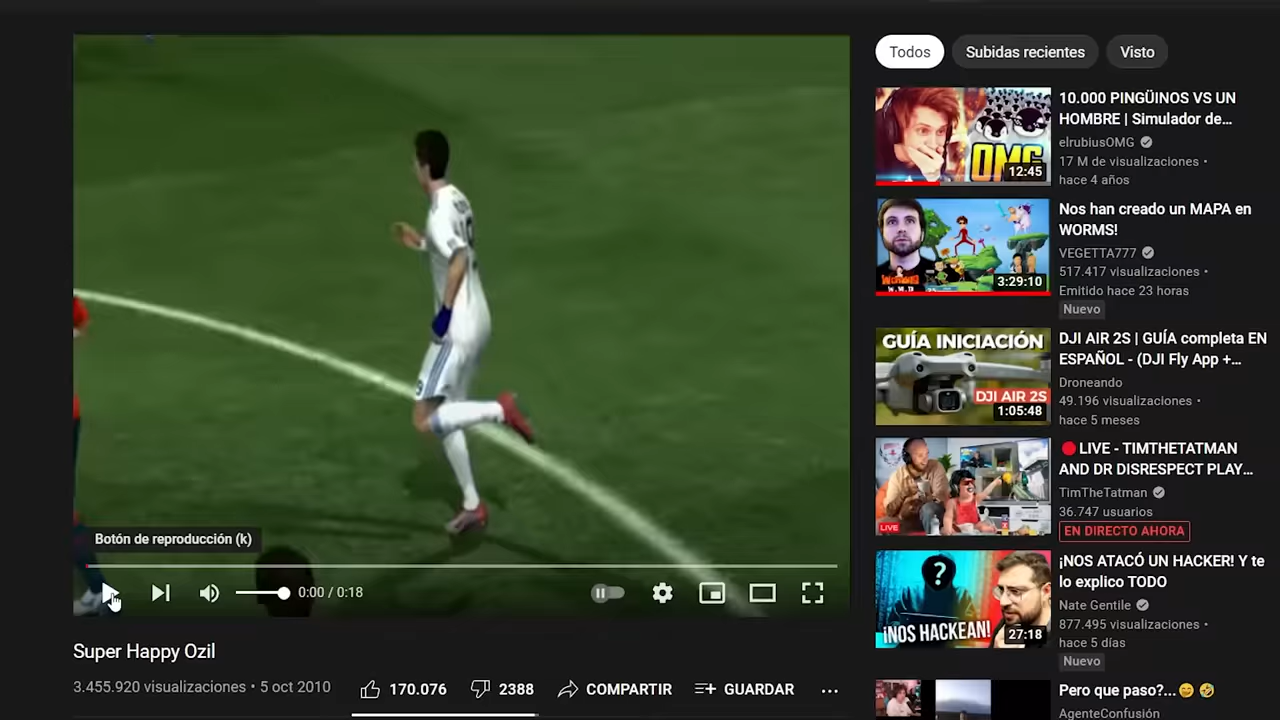 Todos
Subidas recientes
Visto
10.000 PINGÜINOS VS UN
HOMBRE | Simulador de...
elrubiusOMG
17 M de visualizaciones •
hace 4 años
OMG
12:45
Nos han creado un MAPA en
WORMS!
VEGETTA777
517.417 visualizaciones •
Emitido hace 23 horas
Nuevo
3:29:10
GUÍA INICIACIÓN
DJI AIR 2S
1:05:48
DJI AIR 2S | GUÍA completa EN
ESPAÑOL - (DJI Fly App +...
Droneando
49.196 visualizaciones •
hace 5 meses
LIVE
LIVE - TIMTHETATMAN
AND DR DISRESPECT PLAY...
TimTheTatman
36.747 usuarios
EN DIRECTO AHORA
?
¡NOS HACKEAN!
27:18
¡NOS ATACÓ UN HACKER! Y te
lo explico TODO
Nate Gentile
877.495 visualizaciones •
hace 5 días
Nuevo
Pero que paso?...
AgenteConfusión
Botón de reproducción (k)
0:00 / 0:18
Super Happy Ozil
3.455.920 visualizaciones • 5 oct 2010
170.076
2388
COMPARTIR
GUARDAR